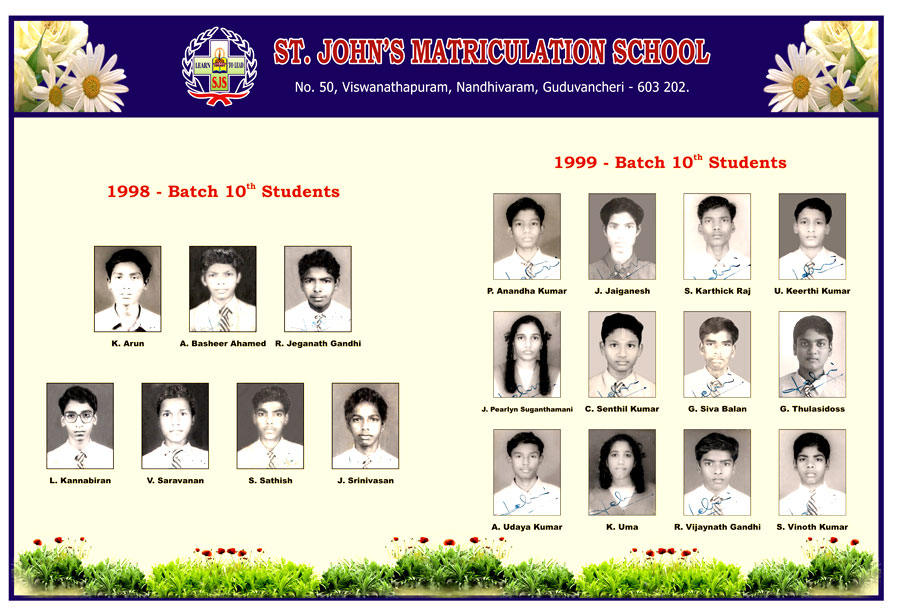 LEARN TO LEAD
SJS
ST. JOHN'S MATRICULATION SCHOOL
No. 50, Viswanathapuram, Nandhivaram, Guduvancheri - 603 202.
1998 - Batch 10th Students
K. Arun
A. Basheer Ahamed
R. Jeganath Gandhi
L. Kannabiran
V. Saravanan
S. Sathish
J. Srinivasan
1999 - Batch 10th Students
P. Anandha Kumar
J. Jaiganesh
S. Karthick Raj
U. Keerthi Kumar
J. Pearlyn Suganthamani
C. Senthil Kumar
G. Siva Balan
G. Thulasidoss
A. Udaya Kumar
K. Uma
R. Vijaynath Gandhi
S. Vinoth Kumar